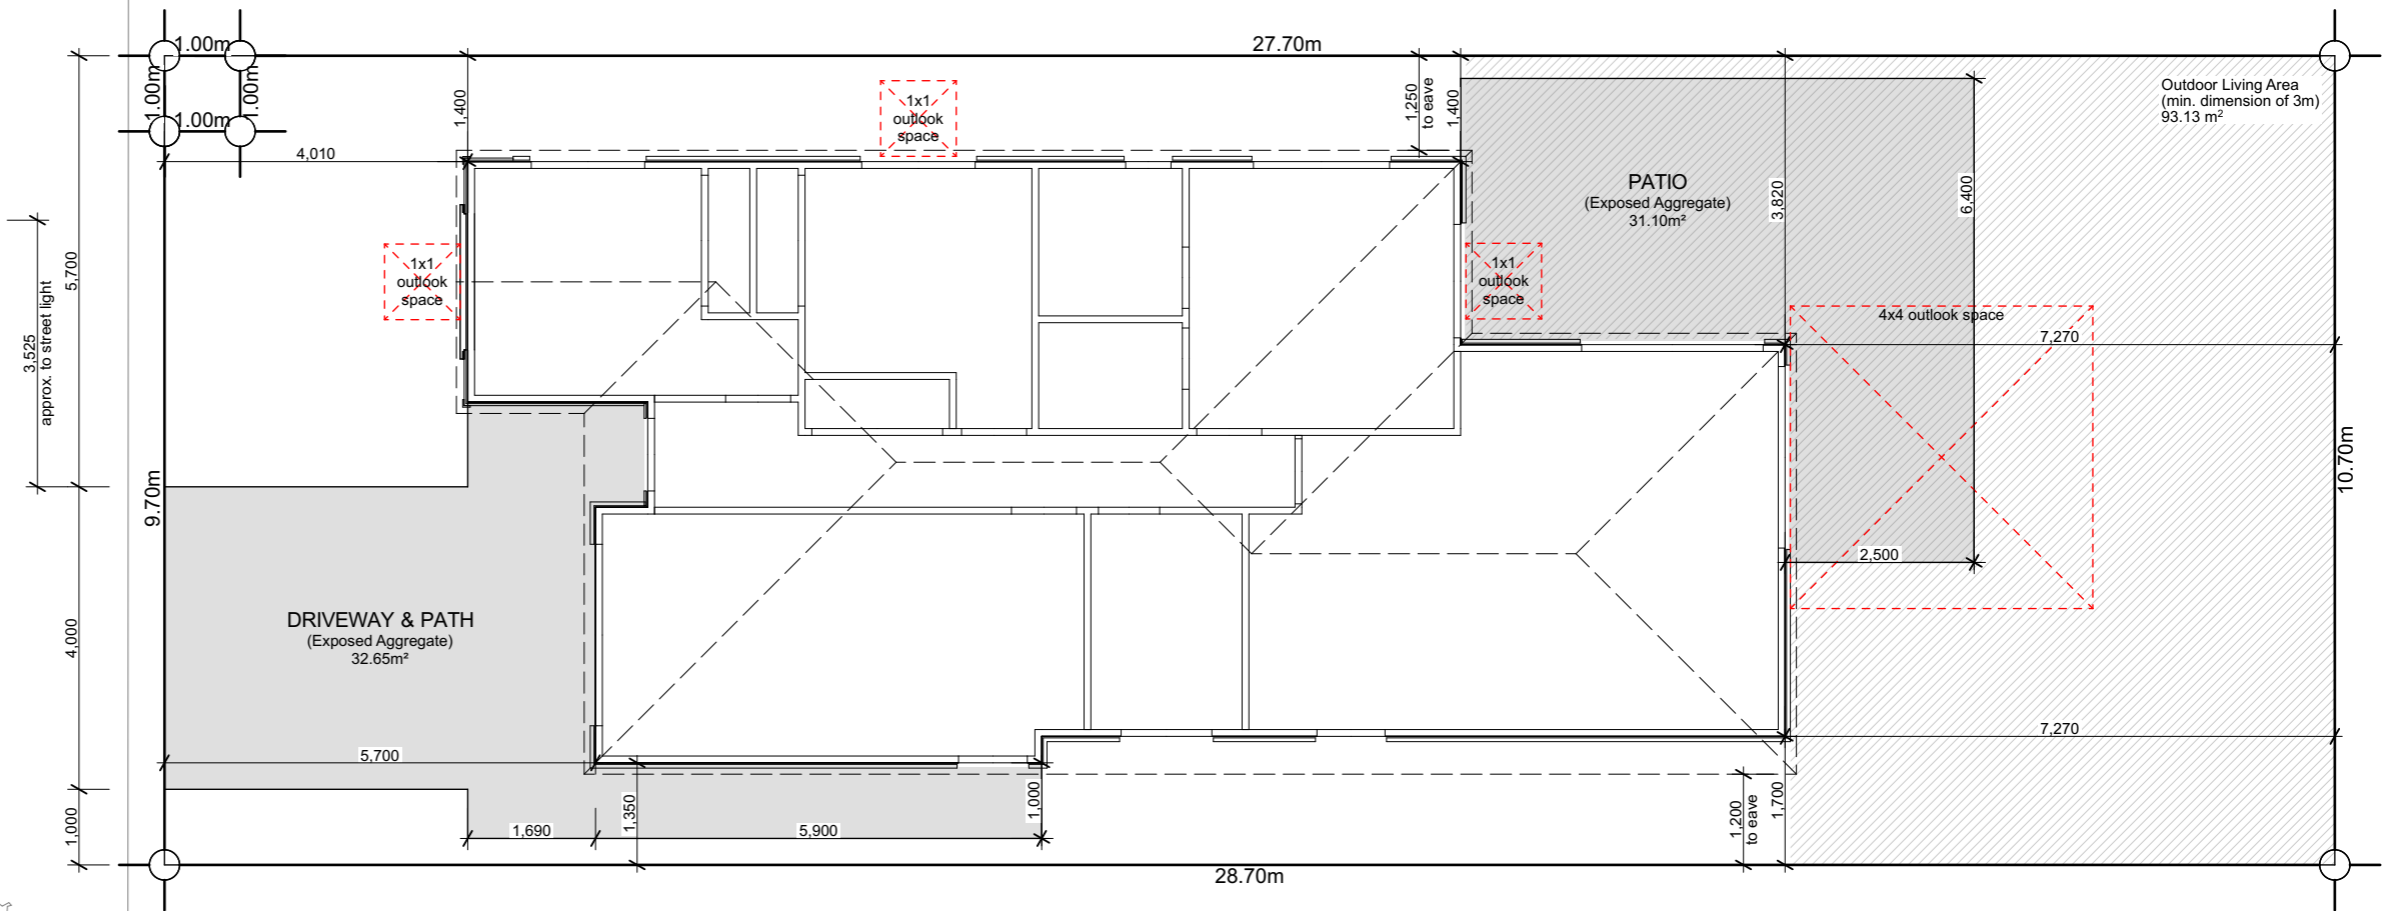 1.00m
27.70m
1.00m
1.00m
1.00m
4,010
1,400
1x1
outlook
space
1,250
to eave
1,400
Outdoor Living Area
(min. dimension of 3m)
93.13 m²
PATIO
(Exposed Aggregate)
31.10m²
3,820
6,400
5,700
3,525
approx. to street light
1x1
outlook
space
1x1
outlook
space
4x4 outlook space
7,270
9.70m
10.70m
2,500
DRIVEWAY & PATH
(Exposed Aggregate)
32.65m²
4,000
5,700
7,270
1,000
1,690
1,350
5,900
1,000
1,200
to eave
1,700
28.70m